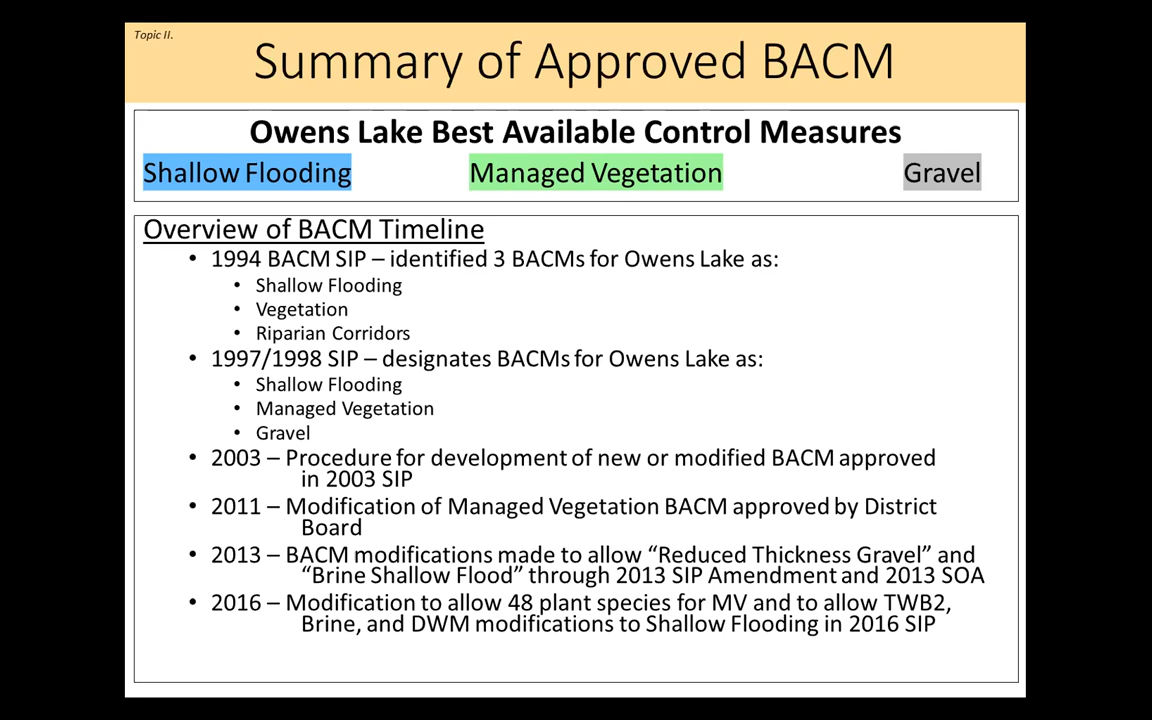 Topic II.
Summary of Approved BACM
Owens Lake Best Available Control Measures
Shallow Flooding Managed Vegetation Gravel
Overview of BACM Timeline
• 1994 BACM SIP – identified 3 BACMs for Owens Lake as:
• Shallow Flooding
• Vegetation
• Riparian Corridors
• 1997/1998 SIP – designates BACMs for Owens Lake as:
• Shallow Flooding
• Managed Vegetation
• Gravel
• 2003 – Procedure for development of new or modified BACM approved
in 2003 SIP
• 2011 – Modification of Managed Vegetation BACM approved by District
Board
• 2013 – BACM modifications made to allow “Reduced Thickness Gravel” and
“Brine Shallow Flood” through 2013 SIP Amendment and 2013 SOA
• 2016 – Modification to allow 48 plant species for MV and to allow TWB2,
Brine, and DWM modifications to Shallow Flooding in 2016 SIP